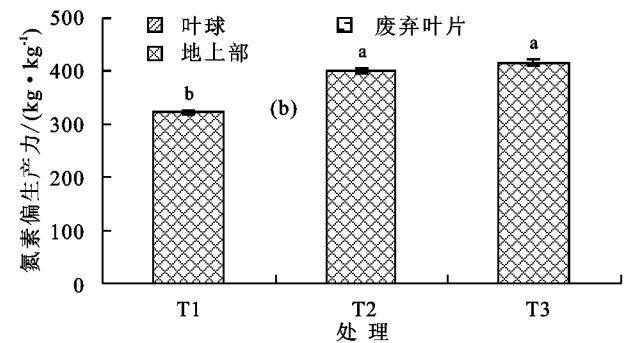 500
叶球 废弃叶片
地上部
a
a
400
b
(b)
300
200
100
0
氮素偏生产力/(kg·kg⁻¹)
T1 T2 T3
处 理